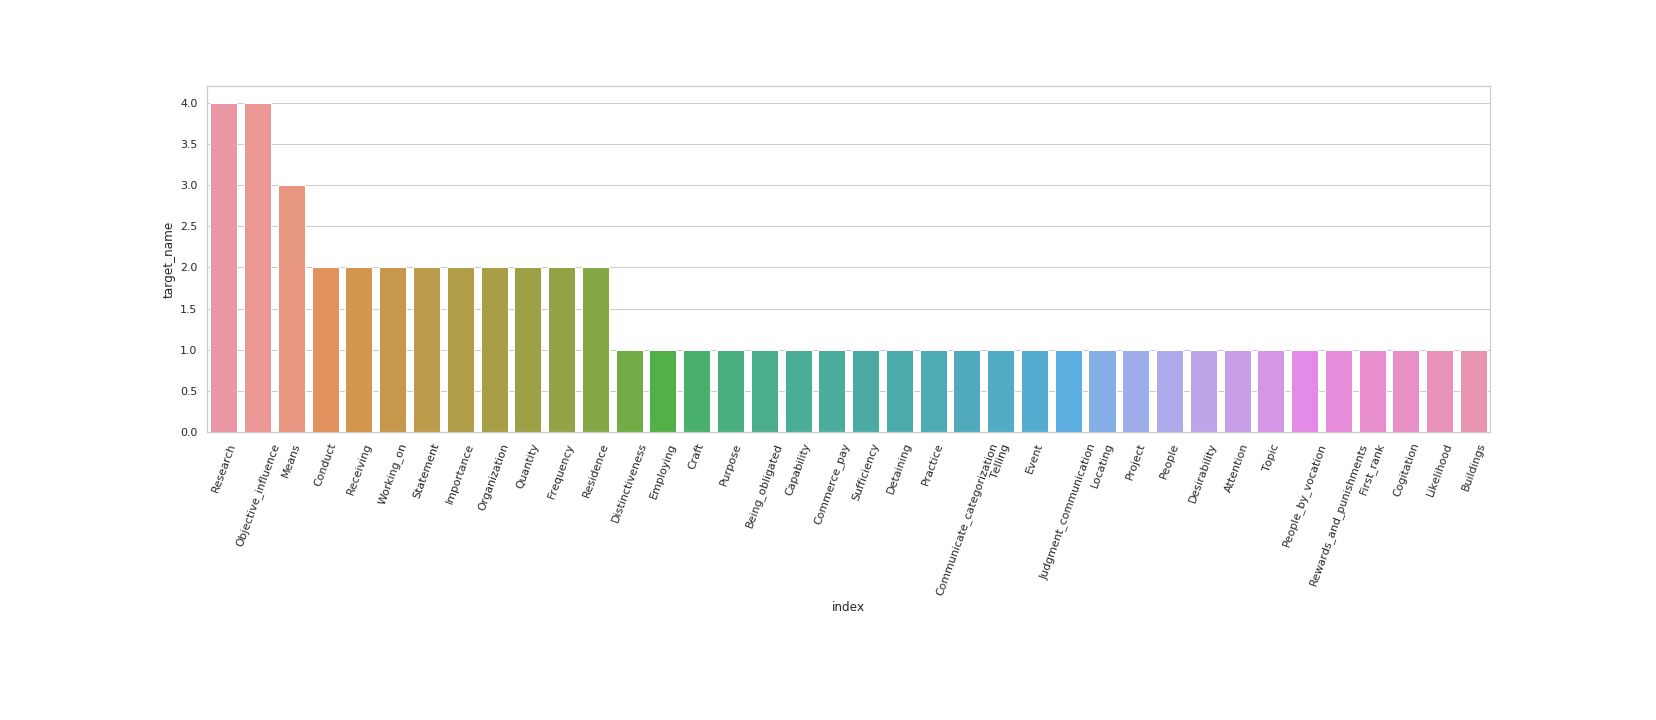 4.0
3.5
3.0
2.5
2.0
1.5
1.0
0.5
0.0
target_name
Research
Objective_influence
Means
Conduct
Receiving
Working_on
Statement
Importance
Organization
Quantity
Frequency
Residence
Distinctiveness
Employing
Craft
Purpose
Being_obligated
Capability
Commerce_pay
Sufficiency
Detaining
Practice
Communicate_categorization
Telling
Event
Judgment_communication
Locating
Project
People
Desirability
Attention
Topic
People_by_vocation
Rewards_and_punishments
First_rank
Cogitation
Likelihood
Buildings
index